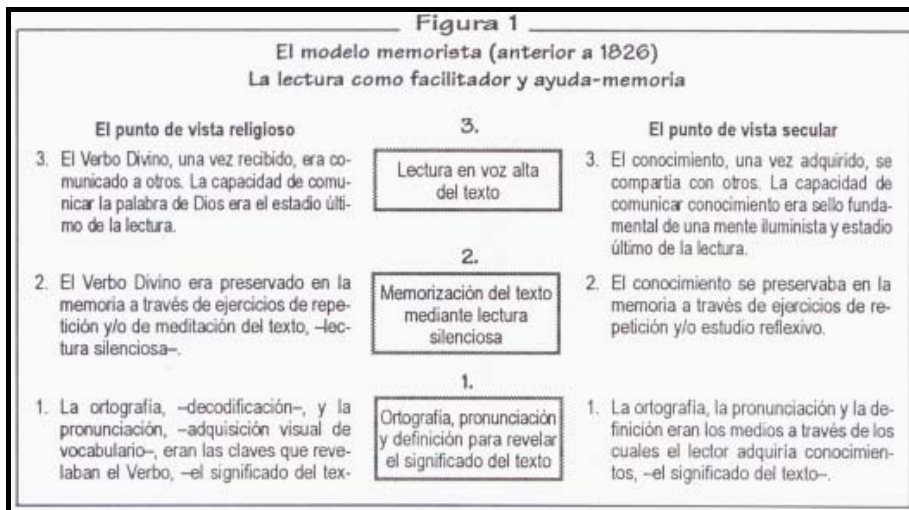 Figura 1
El modelo memorista (anterior a 1826)
La lectura como facilitador y ayuda-memoria
El punto de vista religioso
3. El Verbo Divino, una vez recibido, era co-
municado a otros. La capacidad de comu-
nicar la palabra de Dios era el estadio últi-
mo de la lectura.
2. El Verbo Divino era preservado en la
memoria a través de ejercicios de repe-
tición y/o de meditación del texto, –lec-
tura silenciosa–.
1. La ortografía, –decodificación–, y la
pronunciación, –adquisición visual de
vocabulario–, eran las claves que reve-
laban el Verbo, –el significado del tex-
3.
Lectura en voz alta
del texto
2.
Memorización del texto
mediante lectura
silenciosa
1.
Ortografía, pronunciación
y definición para revelar
el significado del texto
El punto de vista secular
3. El conocimiento, una vez adquirido, se
compartía con otros. La capacidad de
comunicar conocimiento era sello funda-
mental de una mente iluminista y estadio
último de la lectura.
2. El conocimiento se preservaba en la
memoria a través de ejercicios de re-
petición y/o estudio reflexivo.
1. La ortografía, la pronunciación y la de-
finición eran los medios a través de los
cuales el lector adquiría conocimien-
tos, –el significado del texto–.